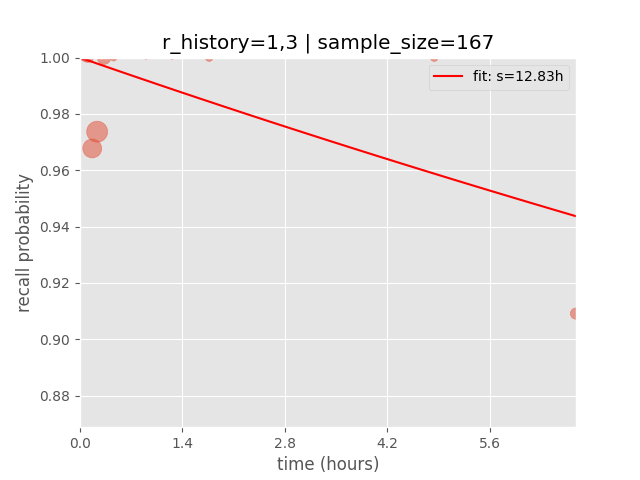 r_history=1,3 | sample_size=167
fit: s=12.83h
recall probability
1.00
0.98
0.96
0.94
0.92
0.90
0.88
0.0 1.4 2.8 4.2 5.6
time (hours)